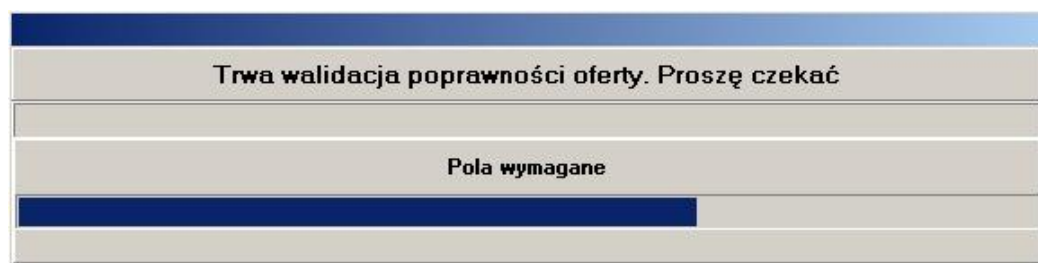 Trwa walidacja poprawności oferty. Proszę czekać
Pola wymagane